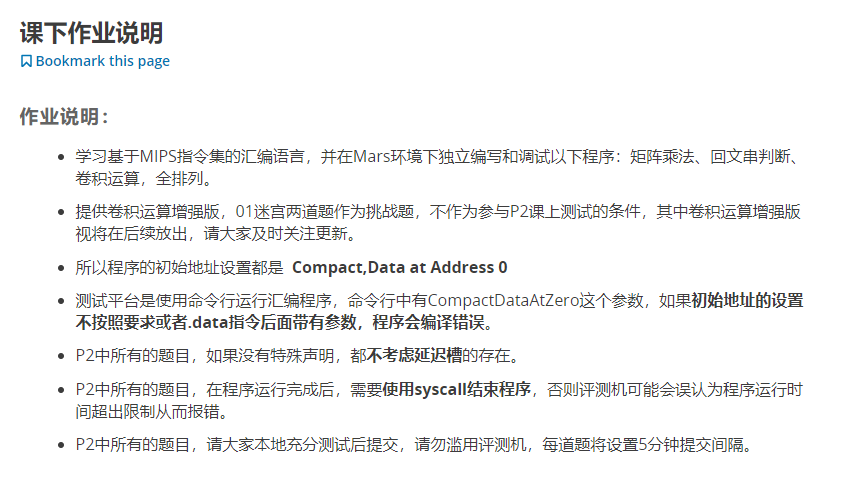 课下作业说明
Bookmark this page
作业说明：
学习基于MIPS指令集的汇编语言，并在Mars环境下独立编写和调试以下程序：矩阵乘法、回文串判断、
卷积运算，全排列。
提供卷积运算增强版，01迷宫两道题作为挑战题，不作为参与P2课上测试的条件，其中卷积运算增强版
视将在后续放出，请大家及时关注更新。
所以程序的初始地址设置都是 Compact,Data at Address 0
测试平台是使用命令行运行汇编程序，命令行中有CompactDataAtZero这个参数，如果初始地址的设置
不按照要求或者.data指令后面带有参数，程序会编译错误。
P2中所有的题目，如果没有特殊声明，都不考虑延迟槽的存在。
P2中所有的题目，在程序运行完成后，需要使用syscall结束程序，否则评测机可能会误认为程序运行时
间超出限制从而报错。
P2中所有的题目，请大家本地充分测试后提交，请勿滥用评测机，每道题将设置5分钟提交间隔。